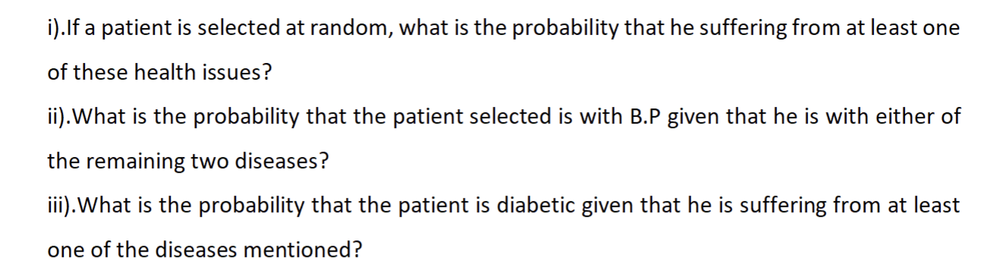 i).If a patient is selected at random, what is the probability that he suffering from at least one
of these health issues?
ii).What is the probability that the patient selected is with B.P given that he is with either of
the remaining two diseases?
iii).What is the probability that the patient is diabetic given that he is suffering from at least
one of the diseases mentioned?